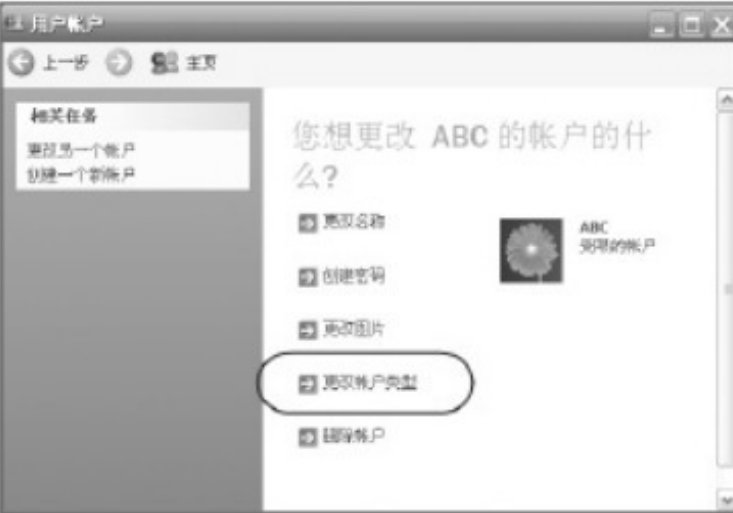 用户帐户
上一步 主页
相关任务
更改另一个帐户
创建一个新帐户
您想更改 ABC 的帐户的什
么?
更改名称
创建密码
更改图片
更改帐户类型
删除帐户
ABC
受限的帐户